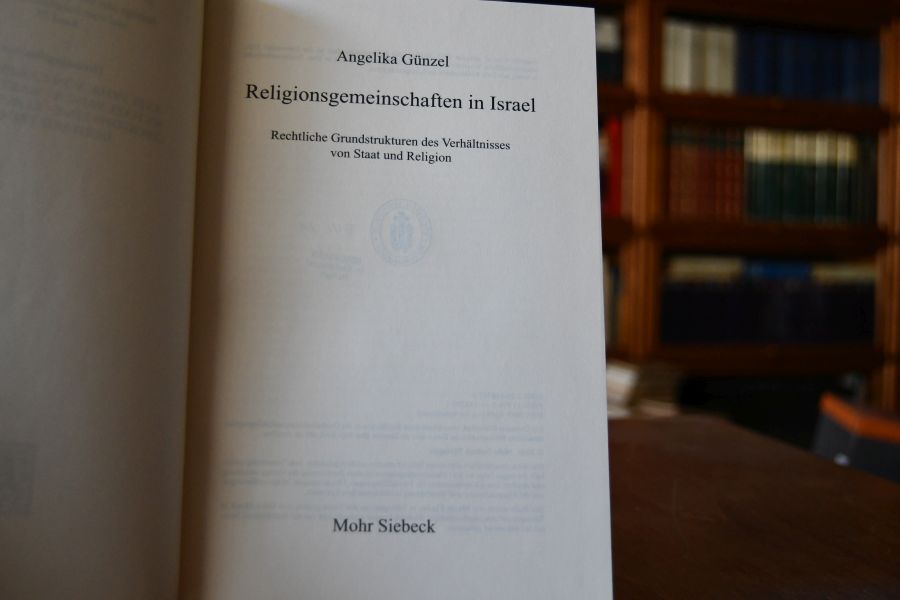 Angelika Günzel
Religionsgemeinschaften in Israel
Rechtliche Grundstrukturen des Verhältnisses
von Staat und Religion
Mohr Siebeck